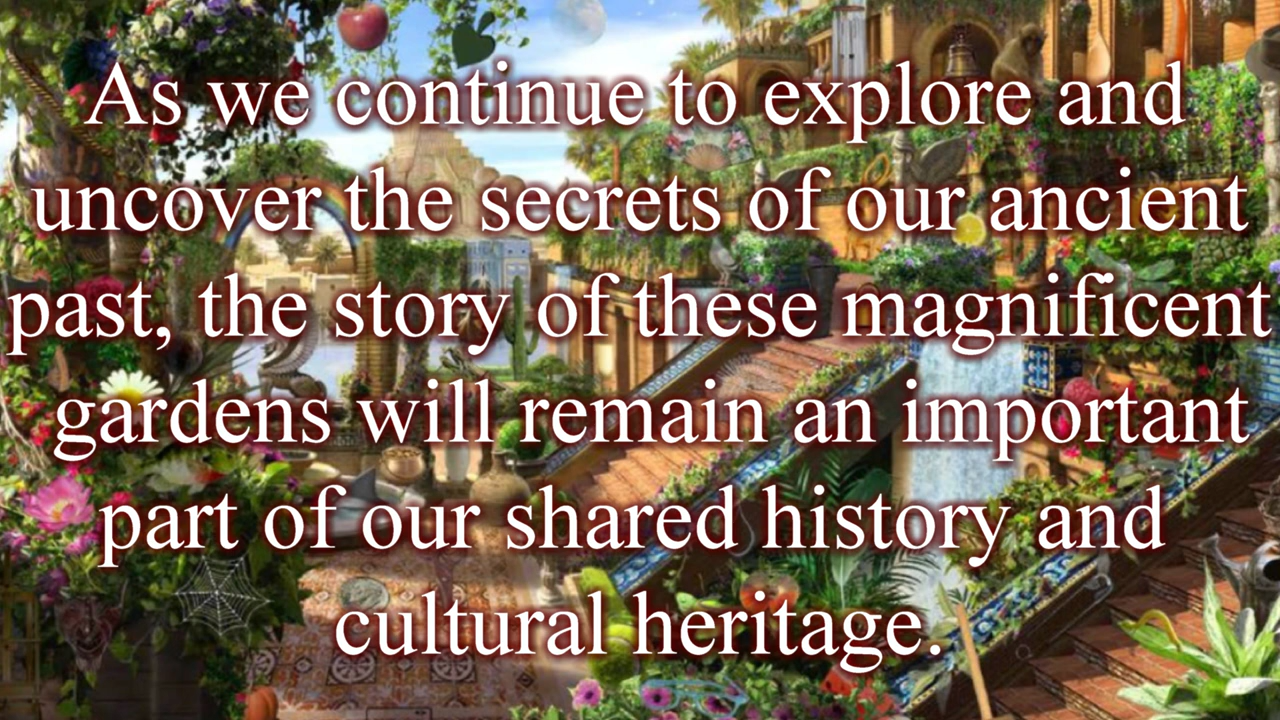 As we continue to explore and
uncover the secrets of our ancient
past, the story of these magnificent
gardens will remain an important
part of our shared history and
cultural heritage.